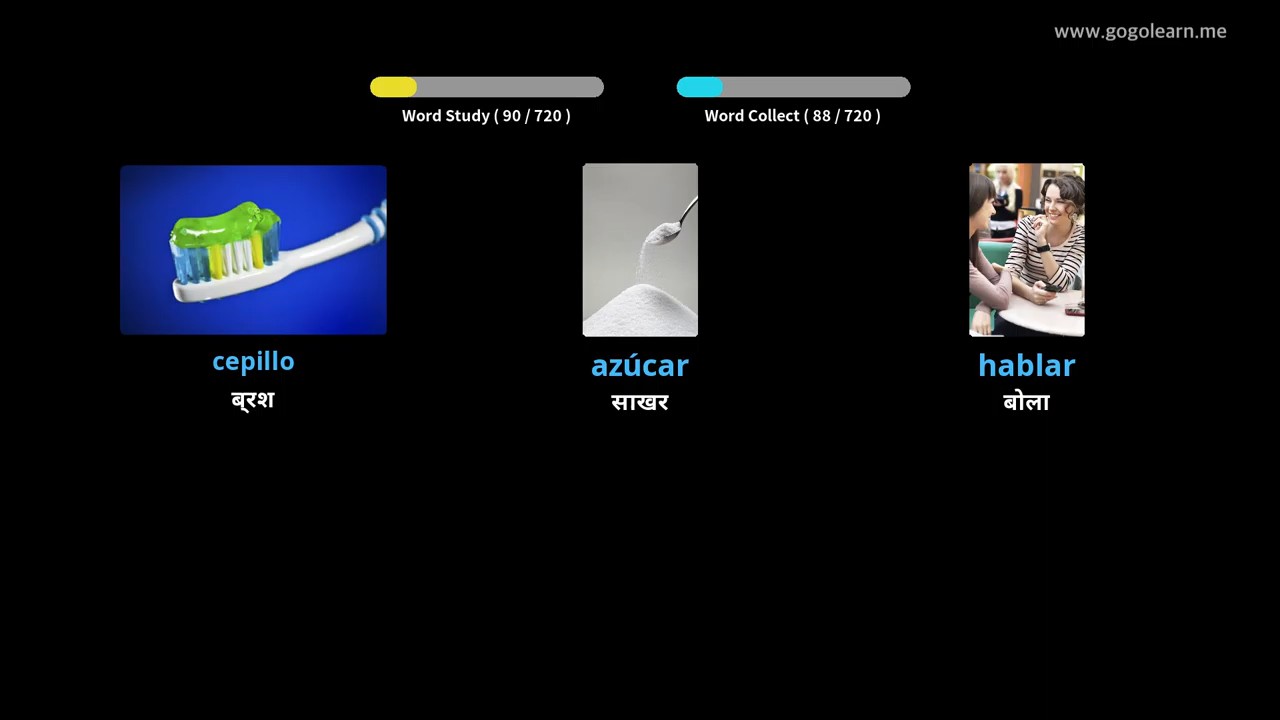 www.gogolearn.me
Word Study ( 90 / 720 )
Word Collect ( 88 / 720 )
cepillo
ब्रश
azúcar
साखर
hablar
बोला